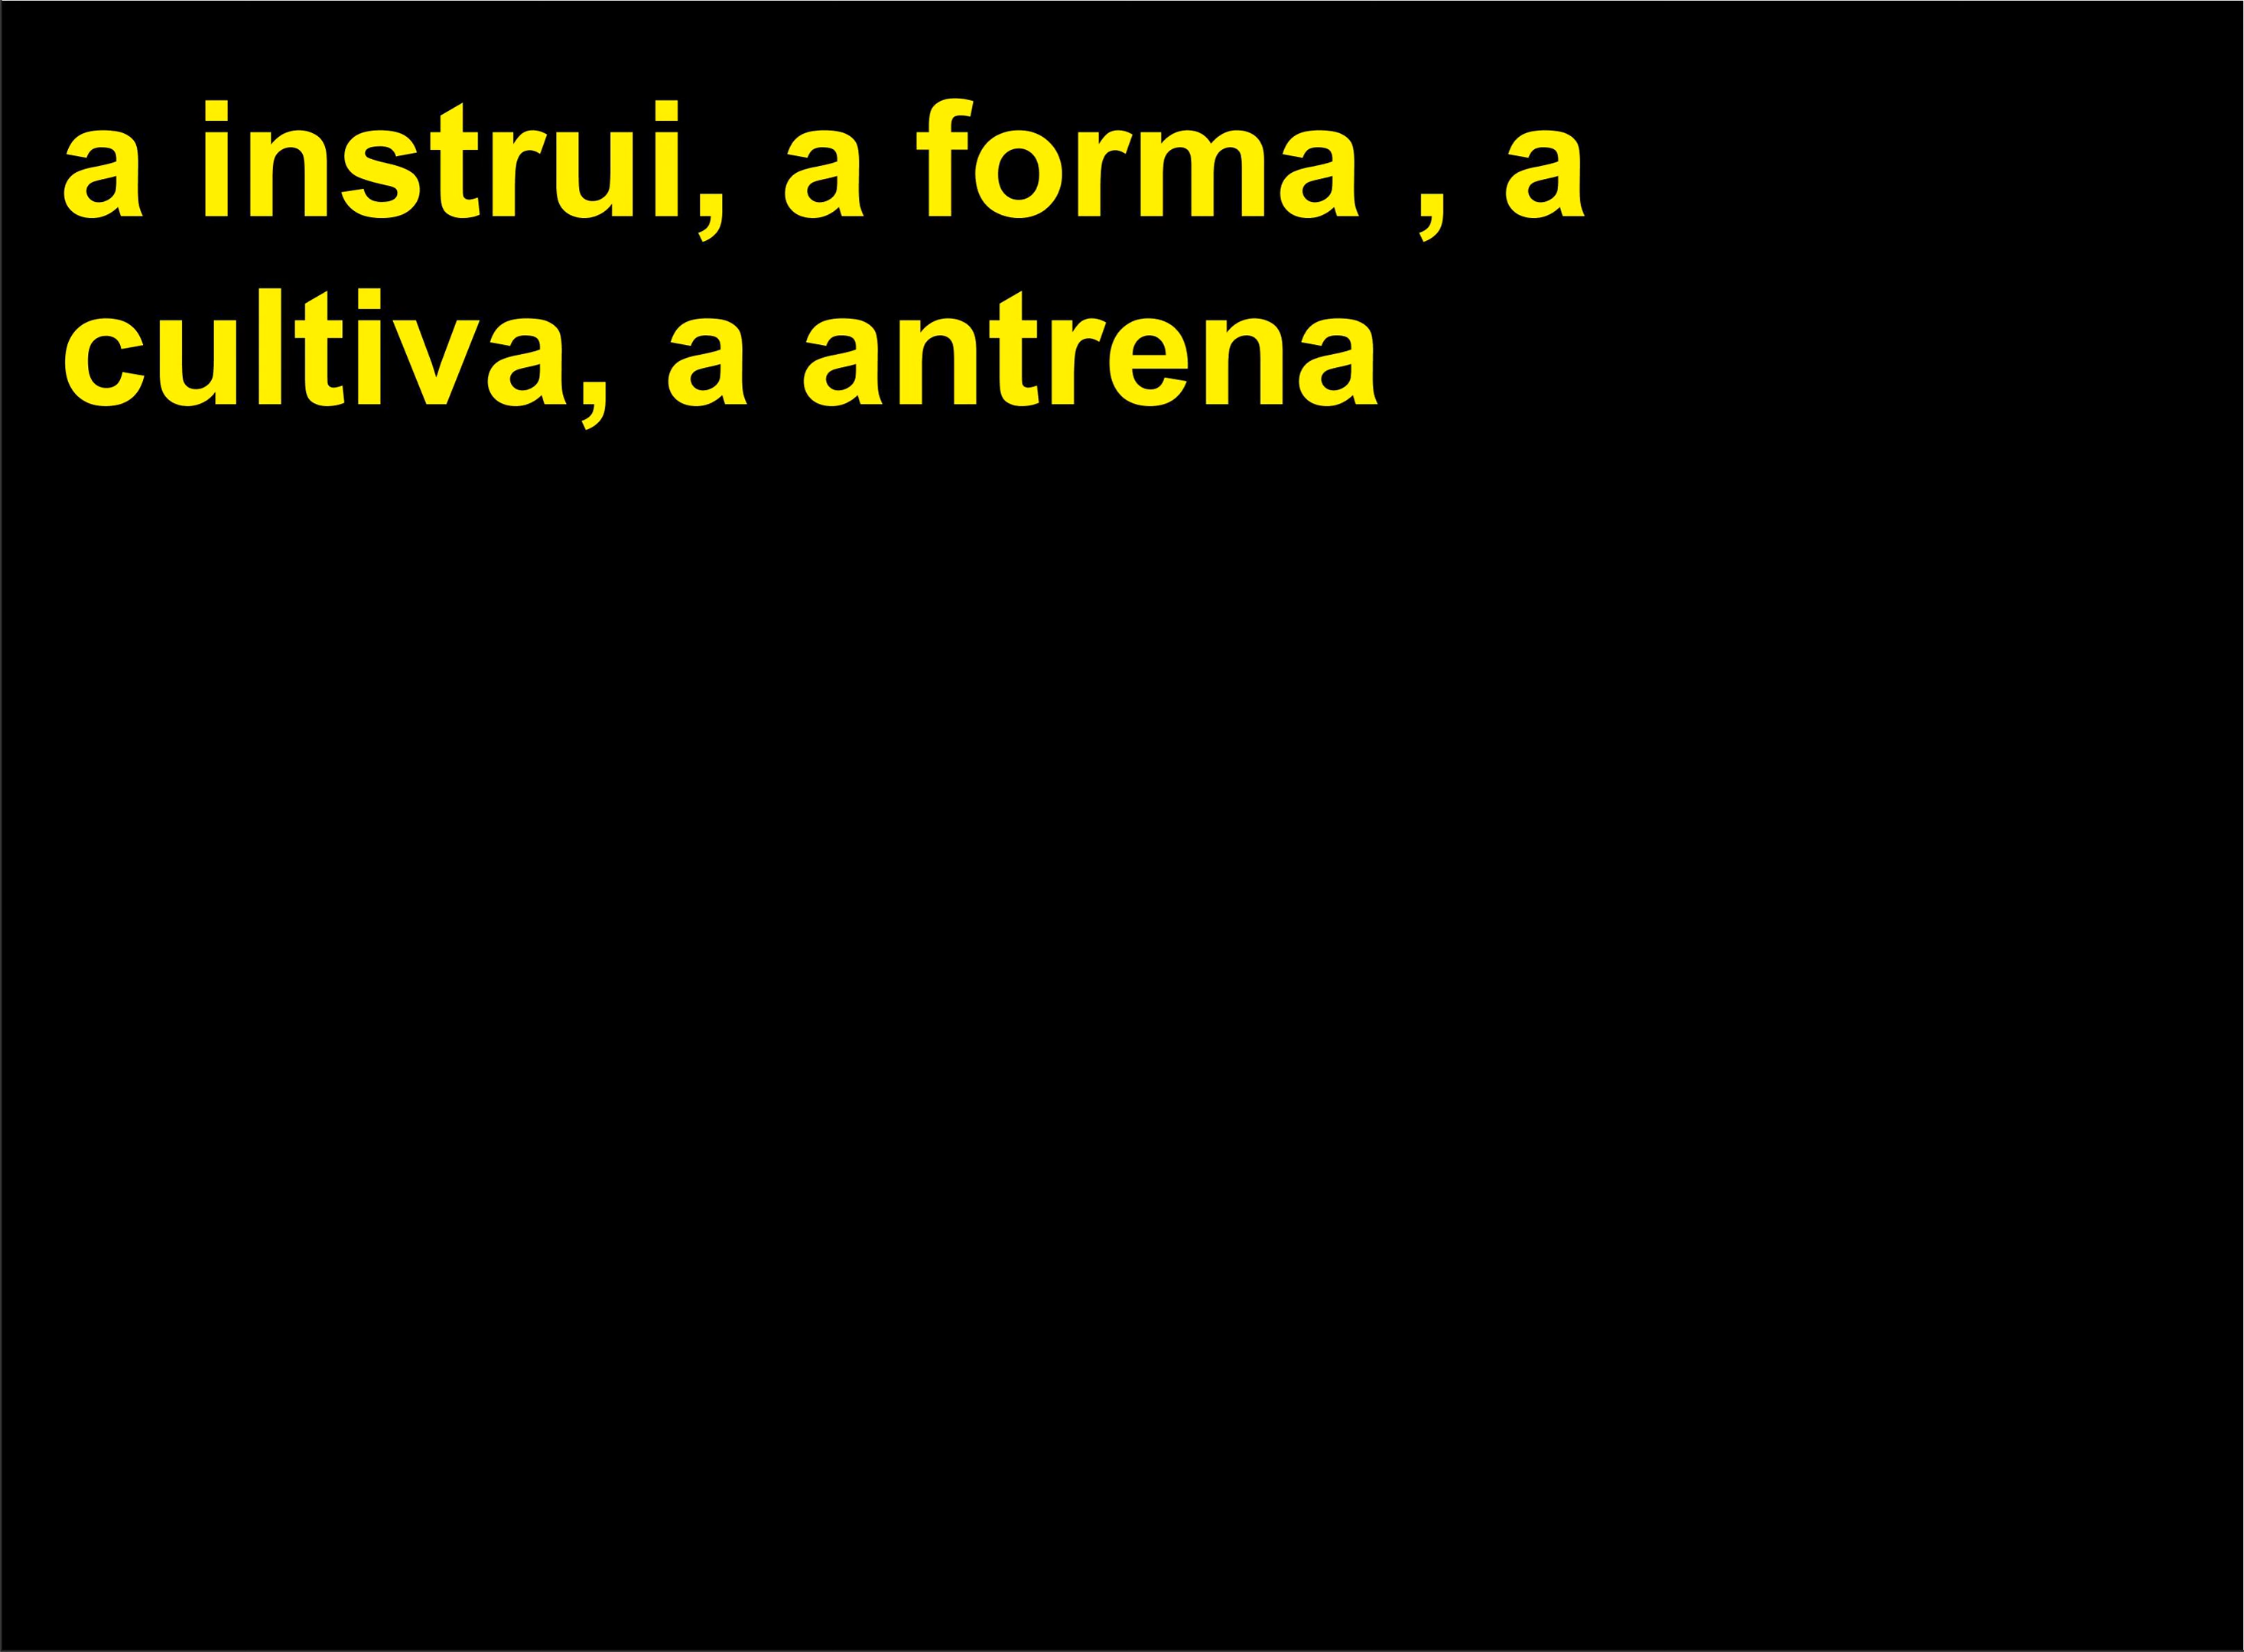 a instrui, a forma , a
cultiva, a antrena